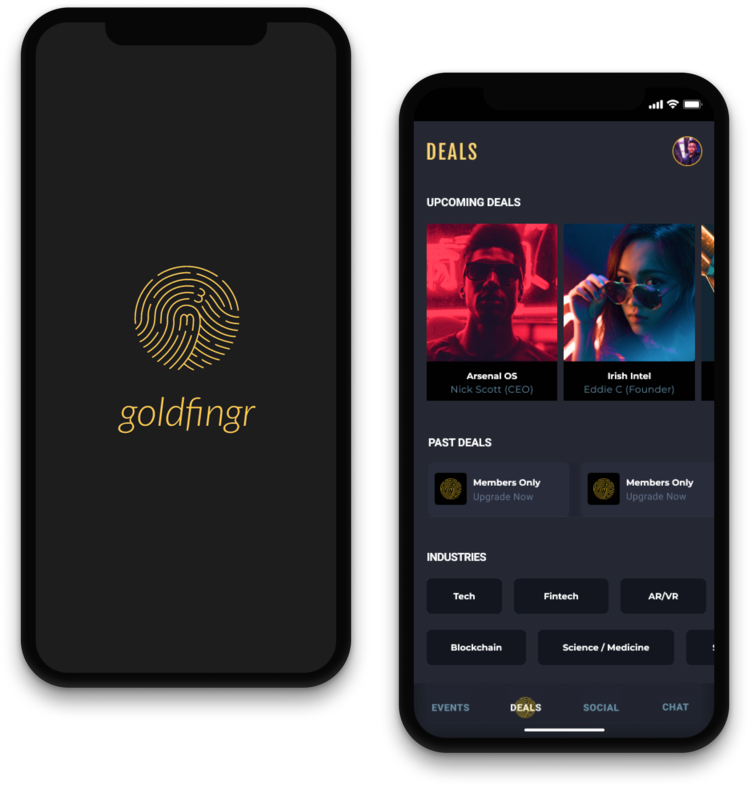 goldfingr
DEALS
UPCOMING DEALS
Arsenal OS
Nick Scott (CEO)
Irish Intel
Eddie C (Founder)
PAST DEALS
Members Only
Upgrade Now
Members Only
Upgrade Now
INDUSTRIES
Tech
Fintech
AR/VR
Blockchain
Science / Medicine
EVENTS
DEALS
SOCIAL
CHAT